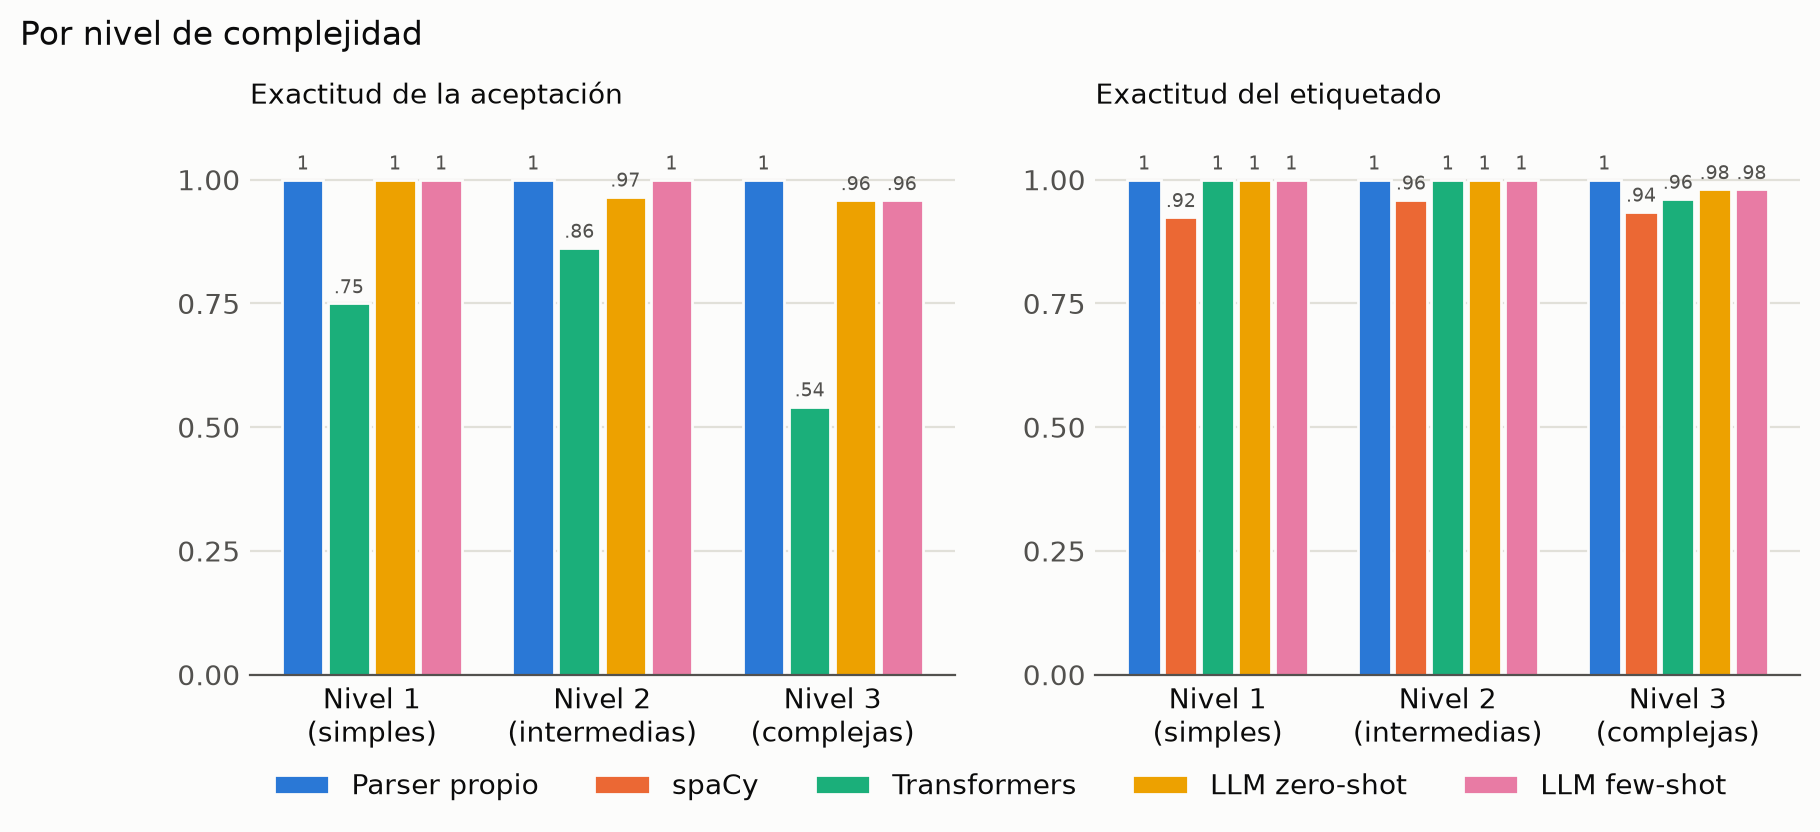 Por nivel de complejidad
Exactitud de la aceptación
1 1 1 1 1 1
.75 .86 .97 .54 .96 .96
1.00
0.75
0.50
0.25
0.00
Nivel 1 Nivel 2 Nivel 3
(simples) (intermedias) (complejas)
Exactitud del etiquetado
1 .92 1 1 1 1 .96 1 1 1 1 .94 .96 .98 .98
1.00
0.75
0.50
0.25
0.00
Nivel 1 Nivel 2 Nivel 3
(simples) (intermedias) (complejas)
Parser propio spaCy Transformers LLM zero-shot LLM few-shot